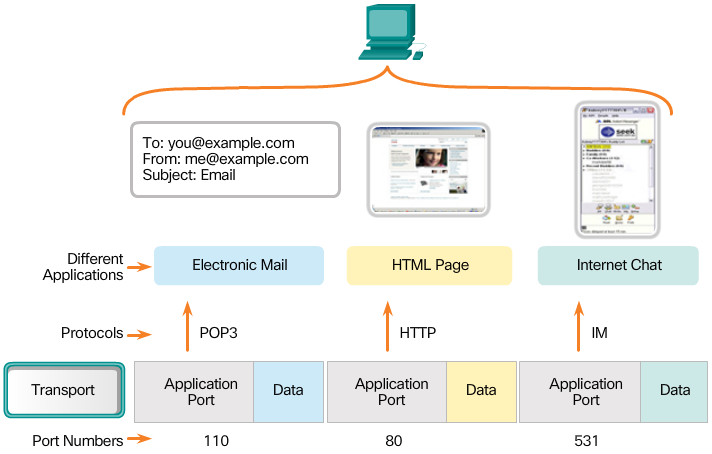 To: you@example.com
From: me@example.com
Subject: Email
seek
Different
Applications
Electronic Mail
HTML Page
Internet Chat
Protocols
POP3
HTTP
IM
Transport
Application
Port
Data
Application
Port
Data
Application
Port
Data
Port Numbers
110
80
531